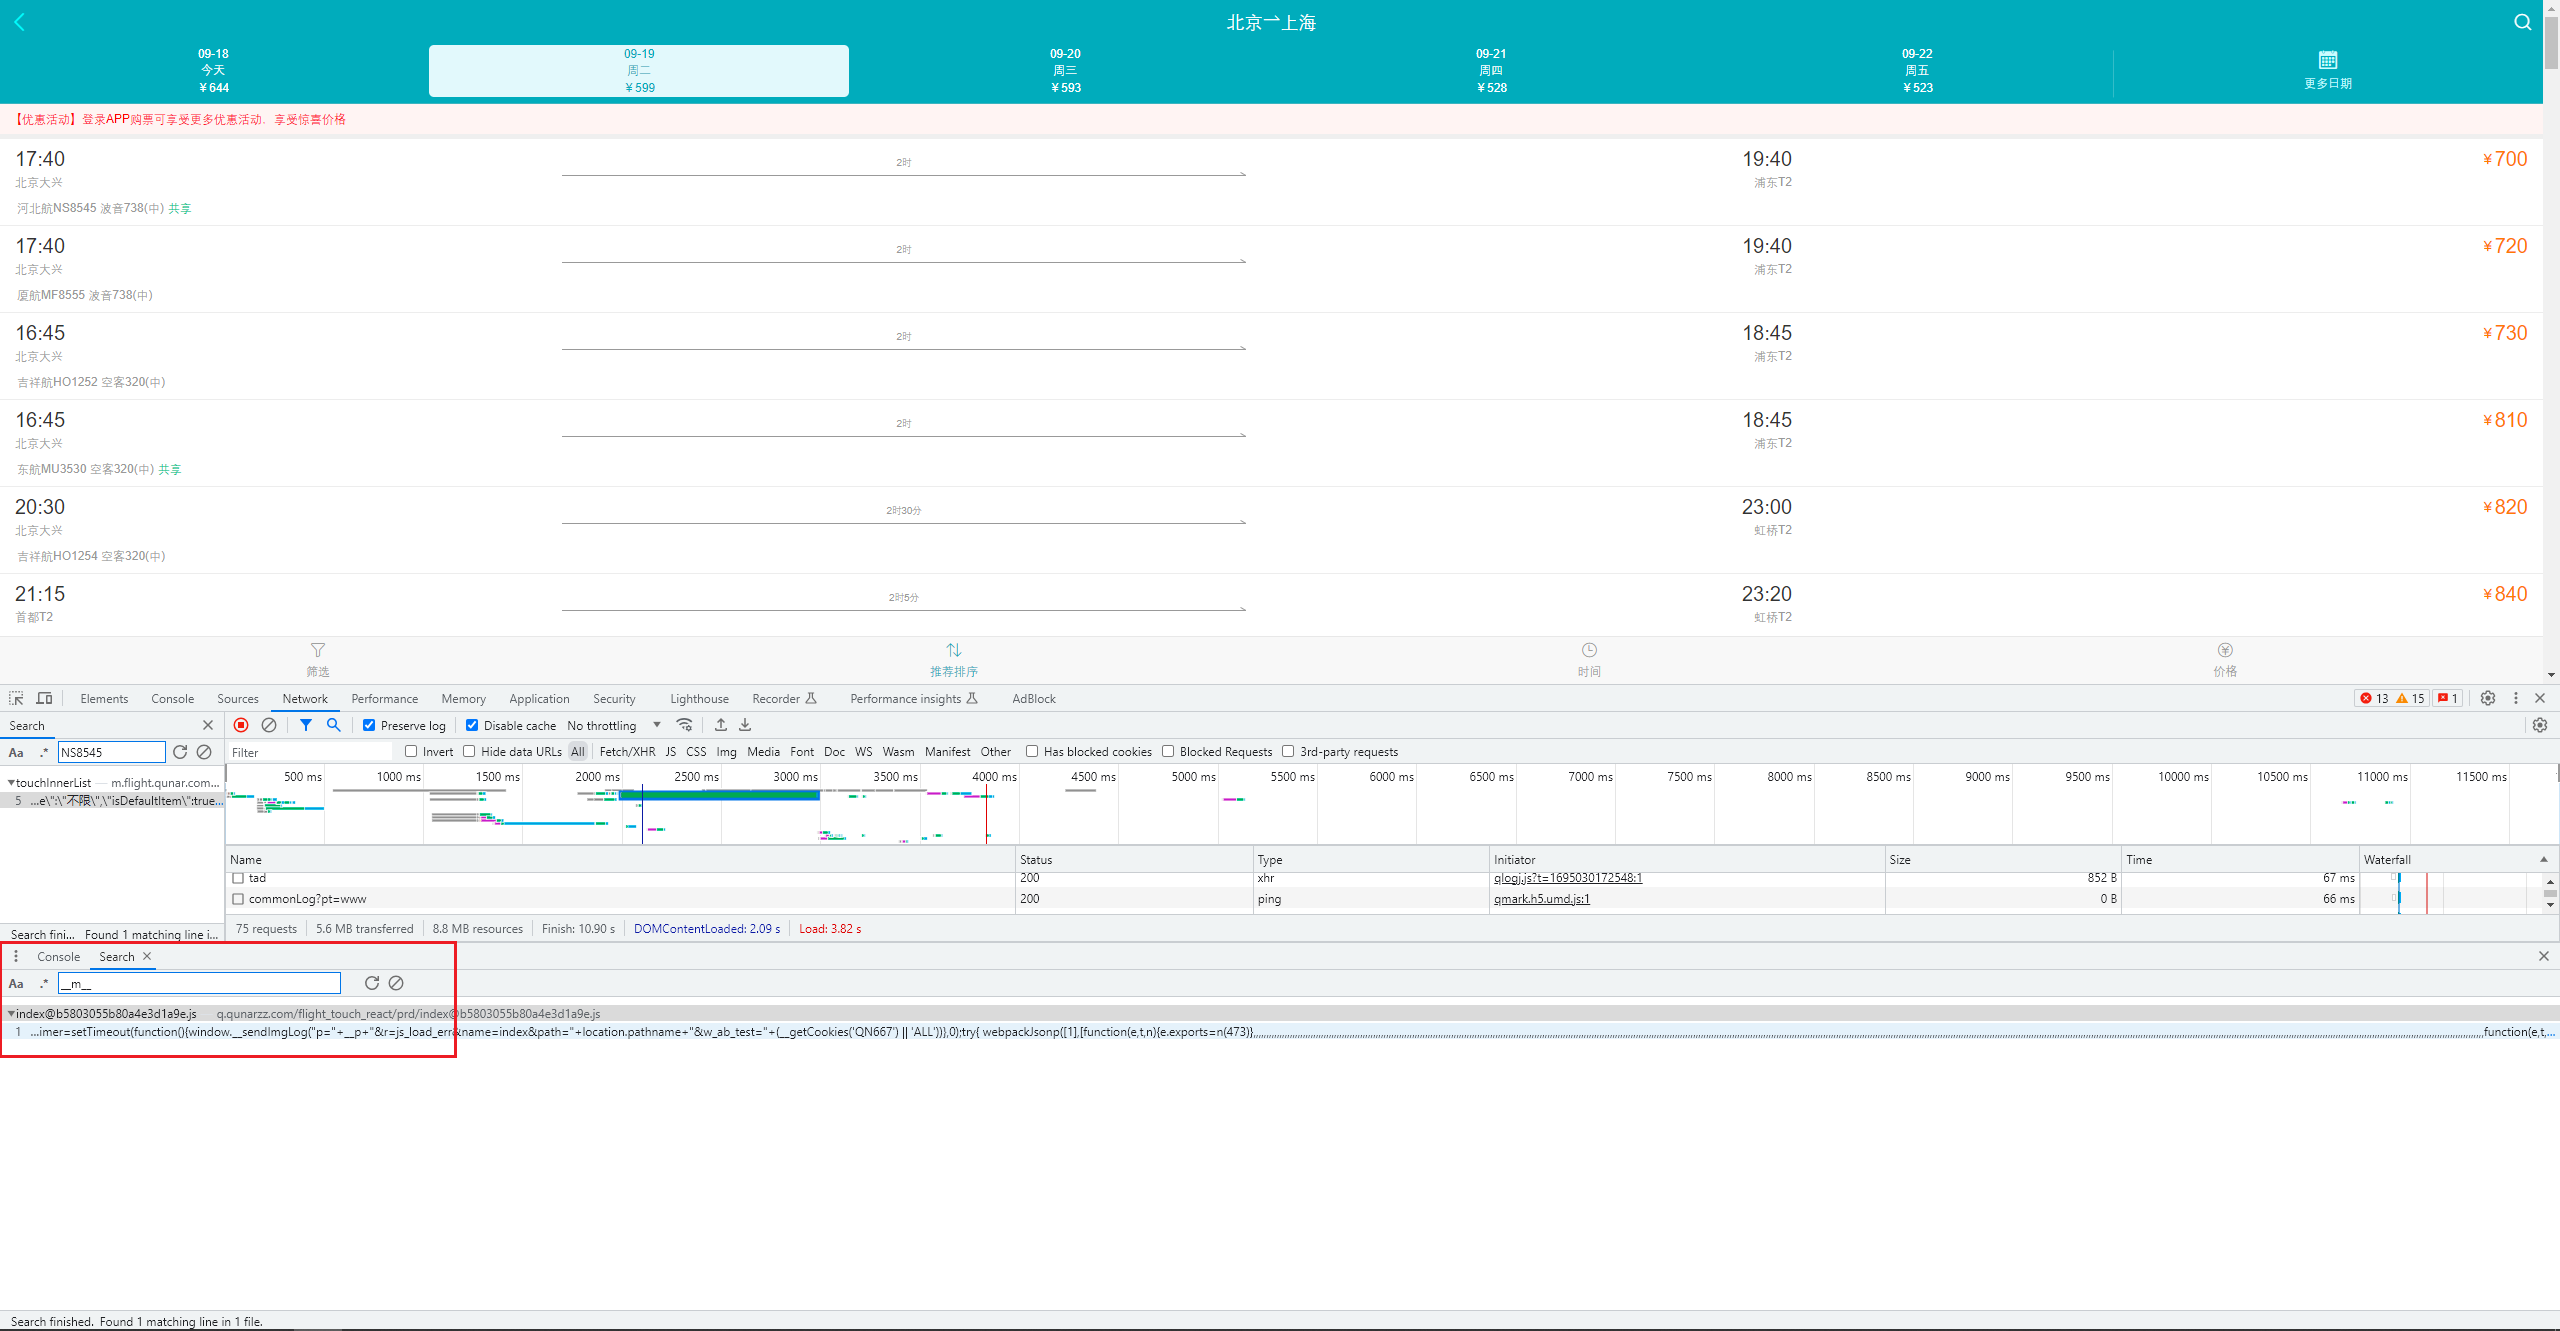 北京→上海
09-18
今天
¥644
09-19
周二
¥599
09-20
周三
¥593
09-21
周四
¥528
09-22
周五
¥523
更多日期
【优惠活动】登录APP购票可享受更多优惠活动，享受惊喜价格
17:40 2时 19:40 ¥700
北京大兴 浦东T2
河北航NS8545 波音738(中) 共享
17:40 2时 19:40 ¥720
北京大兴 浦东T2
厦航MF8555 波音738(中)
16:45 2时 18:45 ¥730
北京大兴 浦东T2
吉祥航HO1252 空客320(中)
16:45 2时 18:45 ¥810
北京大兴 浦东T2
东航MU3530 空客320(中) 共享
20:30 2时30分 23:00 ¥820
北京大兴 虹桥T2
吉祥航HO1254 空客320(中)
21:15 2时5分 23:20 ¥840
首都T2 虹桥T2
筛选 推荐排序 时间 价格
Elements Console Sources Network Performance Memory Application Security Lighthouse Recorder Performance insights AdBlock 13 15 1
Search Preserve log Disable cache No throttling
Aa .* NS8545 Filter Invert Hide data URLs All Fetch/XHR JS CSS Img Media Font Doc WS Wasm Manifest Other Has blocked cookies Blocked Requests 3rd-party requests
touchInnerList — m.flight.qunar.com...
5 ...e\":\"不限\",\"isDefaultItem\":true...
500 ms 1000 ms 1500 ms 2000 ms 2500 ms 3000 ms 3500 ms 4000 ms 4500 ms 5000 ms 5500 ms 6000 ms 6500 ms 7000 ms 7500 ms 8000 ms 8500 ms 9000 ms 9500 ms 10000 ms 10500 ms 11000 ms 11500 ms
Name Status Type Initiator Size Time Waterfall
tad 200 xhr qlogj.js?t=1695030172548:1 852 B 67 ms
commonLog?pt=www 200 ping qmark.h5.umd.js:1 0 B 66 ms
Search fini... Found 1 matching line i...
75 requests 5.6 MB transferred 8.8 MB resources Finish: 10.90 s DOMContentLoaded: 2.09 s Load: 3.82 s
Console Search
Aa .* __m__
index@b5803055b80a4e3d1a9e.js q.qunarzz.com/flight_touch_react/prd/index@b5803055b80a4e3d1a9e.js
1 ...imer=setTimeout(function(){window.__sendImgLog("p="+__p+"&r=js_load_err&name=index&path="+location.pathname+"&w_ab_test="+(__getCookies('QN667') || 'ALL'))},0);try{ webpackJsonp([1],[function(e,t,n){e.exports=n(473)},,,,,,,,,,,,,,,,,,,,,,,,,,,,,,function(e,t,...
Search finished. Found 1 matching line in 1 file.